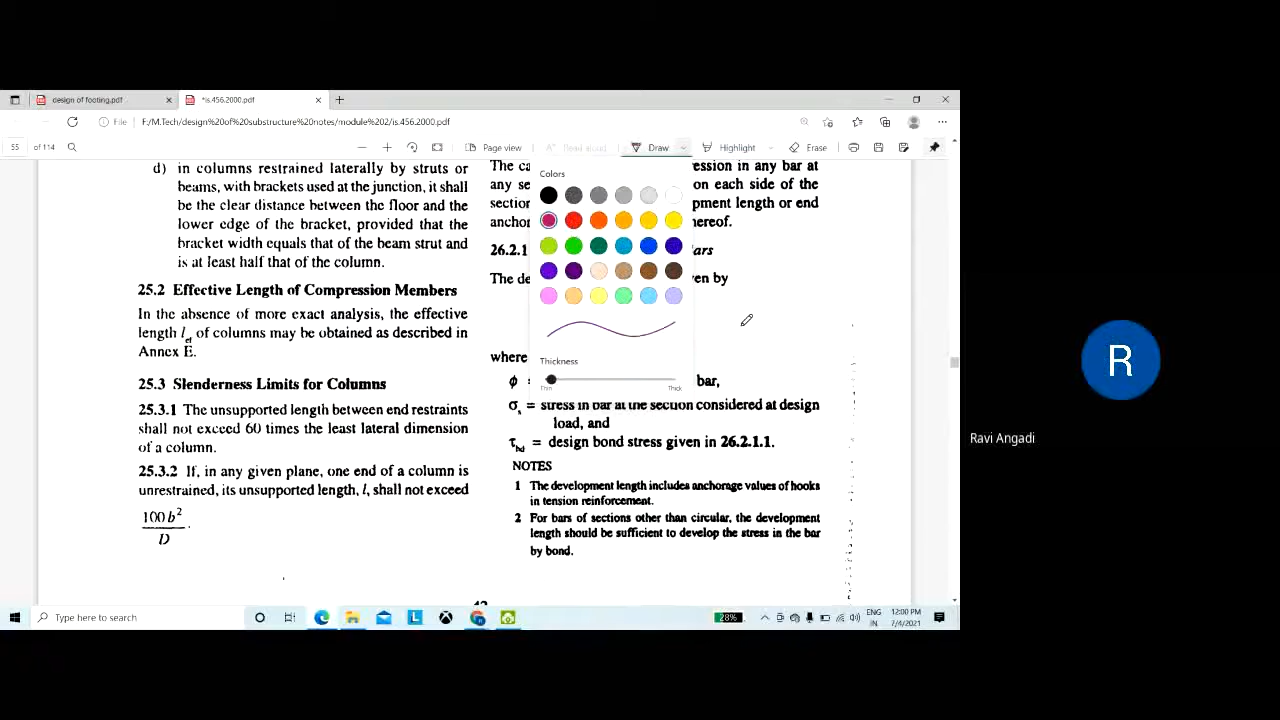 design of footing.pdf
*is.456.2000.pdf
File F:/M.Tech/design%20of%20substructure%20notes/module%202/is.456.2000.pdf
55 of 114
Page view
Read aloud
Draw
Highlight
Erase
d) in columns restrained laterally by struts or
beams, with brackets used at the junction, it shall
be the clear distance between the floor and the
lower edge of the bracket, provided that the
bracket width equals that of the beam strut and
is at least half that of the column.
25.2 Effective Length of Compression Members
In the absence of more exact analysis, the effective
length l_ef of columns may be obtained as described in
Annex E.
25.3 Slenderness Limits for Columns
25.3.1 The unsupported length between end restraints
shall not exceed 60 times the least lateral dimension
of a column.
25.3.2 If, in any given plane, one end of a column is
unrestrained, its unsupported length, l, shall not exceed
100 b²
D
.
The ca
ession in any bar at
any se
on each side of the
section
pment length or end
anchor
hereof.
26.2.1
ars
The de
en by
Colors
Thickness
Thin
Thick
where
ϕ =
bar,
σs = stress in bar at the section considered at design
load, and
τbd = design bond stress given in 26.2.1.1.
NOTES
1 The development length includes anchorage values of hooks
in tension reinforcement.
2 For bars of sections other than circular, the development
length should be sufficient to develop the stress in the bar
by bond.
Type here to search
28%
ENG
IN
12:00 PM
7/4/2021
R
Ravi Angadi